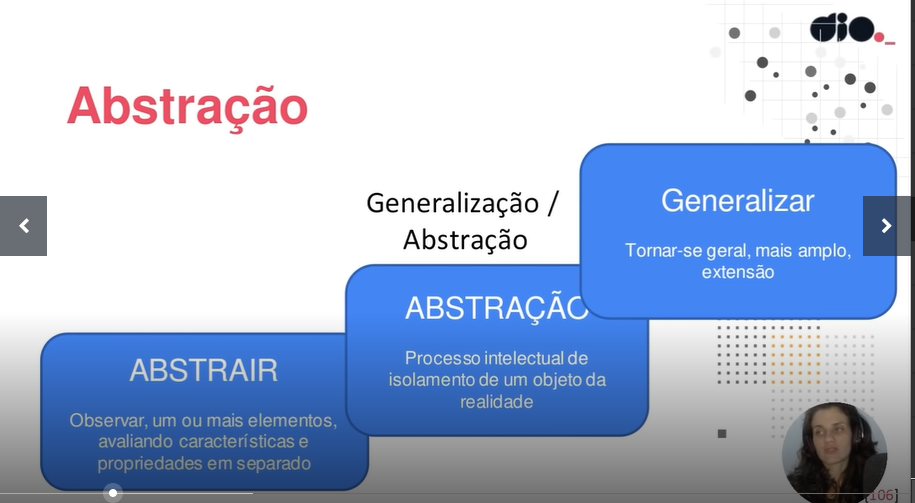 dio
Abstração
Generalização /
Abstração
Generalizar
Tornar-se geral, mais amplo,
extensão
ABSTRAÇÃO
Processo intelectual de
isolamento de um objeto da
realidade
ABSTRAIR
Observar, um ou mais elementos,
avaliando características e
propriedades em separado
[106]